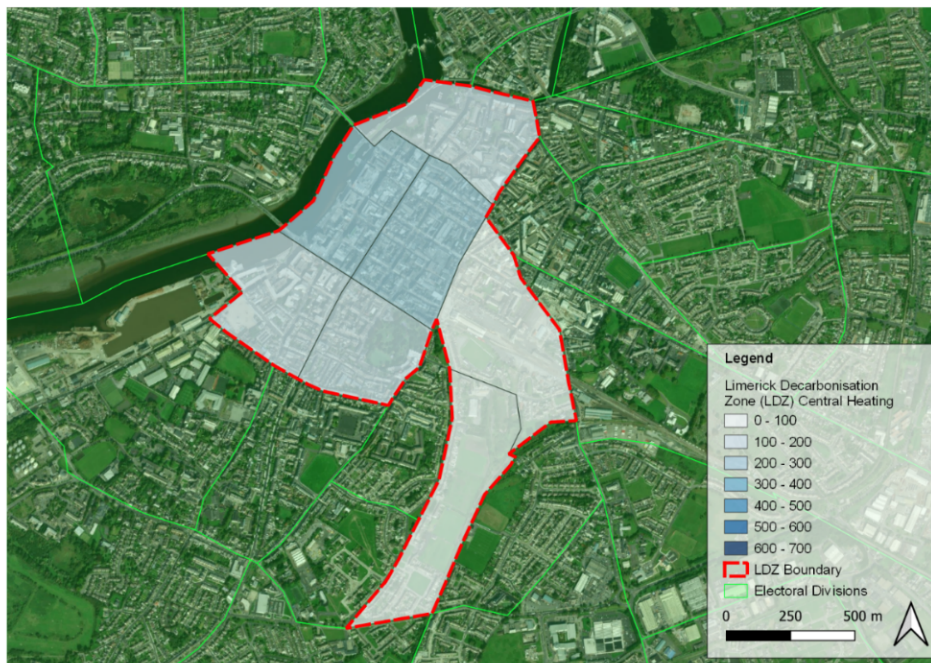 Legend
Limerick Decarbonisation
Zone (LDZ) Central Heating
0 - 100
100 - 200
200 - 300
300 - 400
400 - 500
500 - 600
600 - 700
LDZ Boundary
Electoral Divisions
0 250 500 m